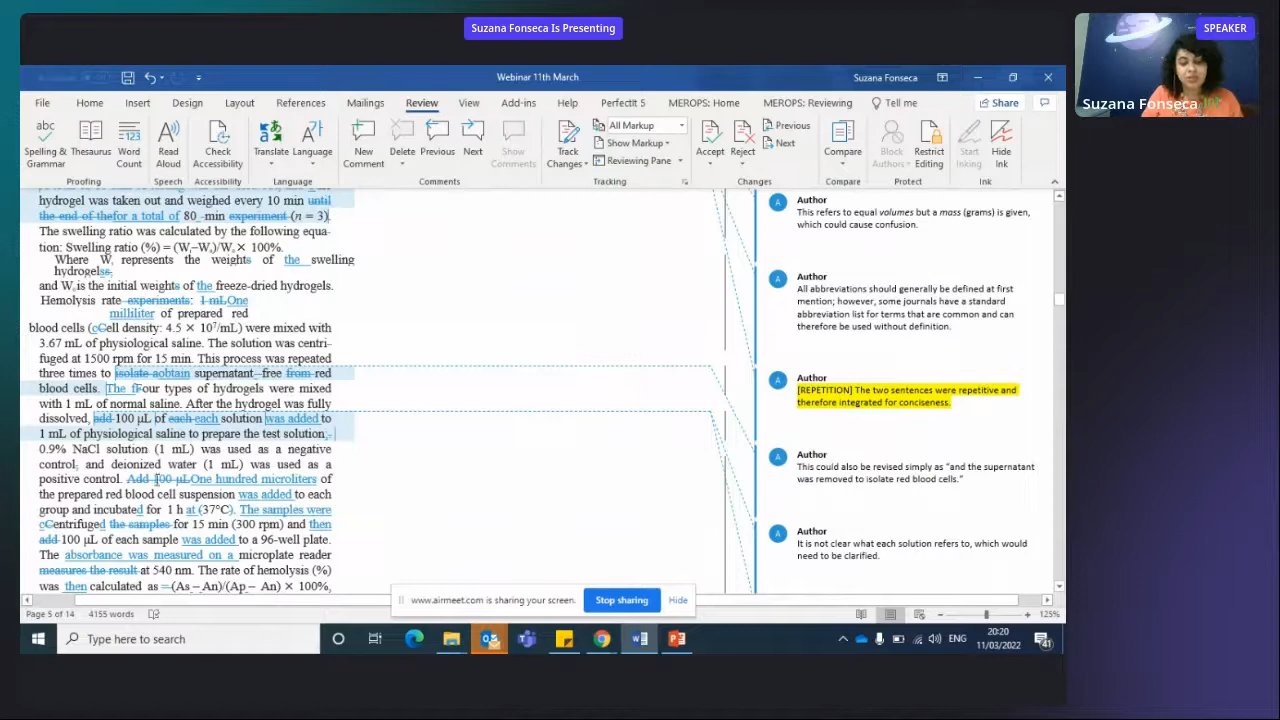 Suzana Fonseca Is Presenting
SPEAKER
Suzana Fonseca
Webinar 11th March
Suzana Fonseca
File Home Insert Design Layout References Mailings Review View Add-ins Help PerfectIt 5 MEROPS: Home MEROPS: Reviewing Tell me Share
Spelling & Grammar
Thesaurus
Word Count
Read Aloud
Check Accessibility
Translate
Language
New Comment
Delete
Previous
Next
Show Comments
Track Changes
All Markup
Show Markup
Reviewing Pane
Accept
Reject
Previous
Next
Compare
Block Authors
Restrict Editing
Start Inking
Hide Ink
Proofing Speech Accessibility Language Comments Tracking Changes Compare Protect Ink
hydrogel was taken out and weighed every 10 min until
the end of thefor a total of 80 -min experiment (n = 3).
The swelling ratio was calculated by the following equa-
tion: Swelling ratio (%) = (Wt–Wo)/Wo × 100%.
Where Wt represents the weights of the swelling
hydrogelss.
and Wo is the initial weights of the freeze-dried hydrogels.
Hemolysis rate experiments: 1 mLOne
milliliter of prepared red
blood cells (cCell density: 4.5 × 10⁷/mL) were mixed with
3.67 mL of physiological saline. The solution was centri-
fuged at 1500 rpm for 15 min. This process was repeated
three times to isolate aobtain supernatant–free from red
blood cells. The fFour types of hydrogels were mixed
with 1 mL of normal saline. After the hydrogel was fully
dissolved, add 100 μL of each each solution was added to
1 mL of physiological saline to prepare the test solution.
0.9% NaCl solution (1 mL) was used as a negative
control, and deionized water (1 mL) was used as a
positive control. Add 100 μLOne hundred microliters of
the prepared red blood cell suspension was added to each
group and incubated for 1 h at (37°C). The samples were
cCentrifuged the samples for 15 min (300 rpm) and then
add 100 μL of each sample was added to a 96-well plate.
The absorbance was measured on a microplate reader
measures the result at 540 nm. The rate of hemolysis (%)
was then calculated as = (As – An)/(Ap – An) × 100%,
Author
This refers to equal volumes but a mass (grams) is given,
which could cause confusion.
Author
All abbreviations should generally be defined at first
mention; however, some journals have a standard
abbreviation list for terms that are common and can
therefore be used without definition.
Author
[REPETITION] The two sentences were repetitive and
therefore integrated for conciseness.
Author
This could also be revised simply as "and the supernatant
was removed to isolate red blood cells."
Author
It is not clear what each solution refers to, which would
need to be clarified.
www.airmeet.com is sharing your screen. Stop sharing Hide
Page 5 of 14 4155 words 125%
Type here to search
ENG
20:20
11/03/2022
41